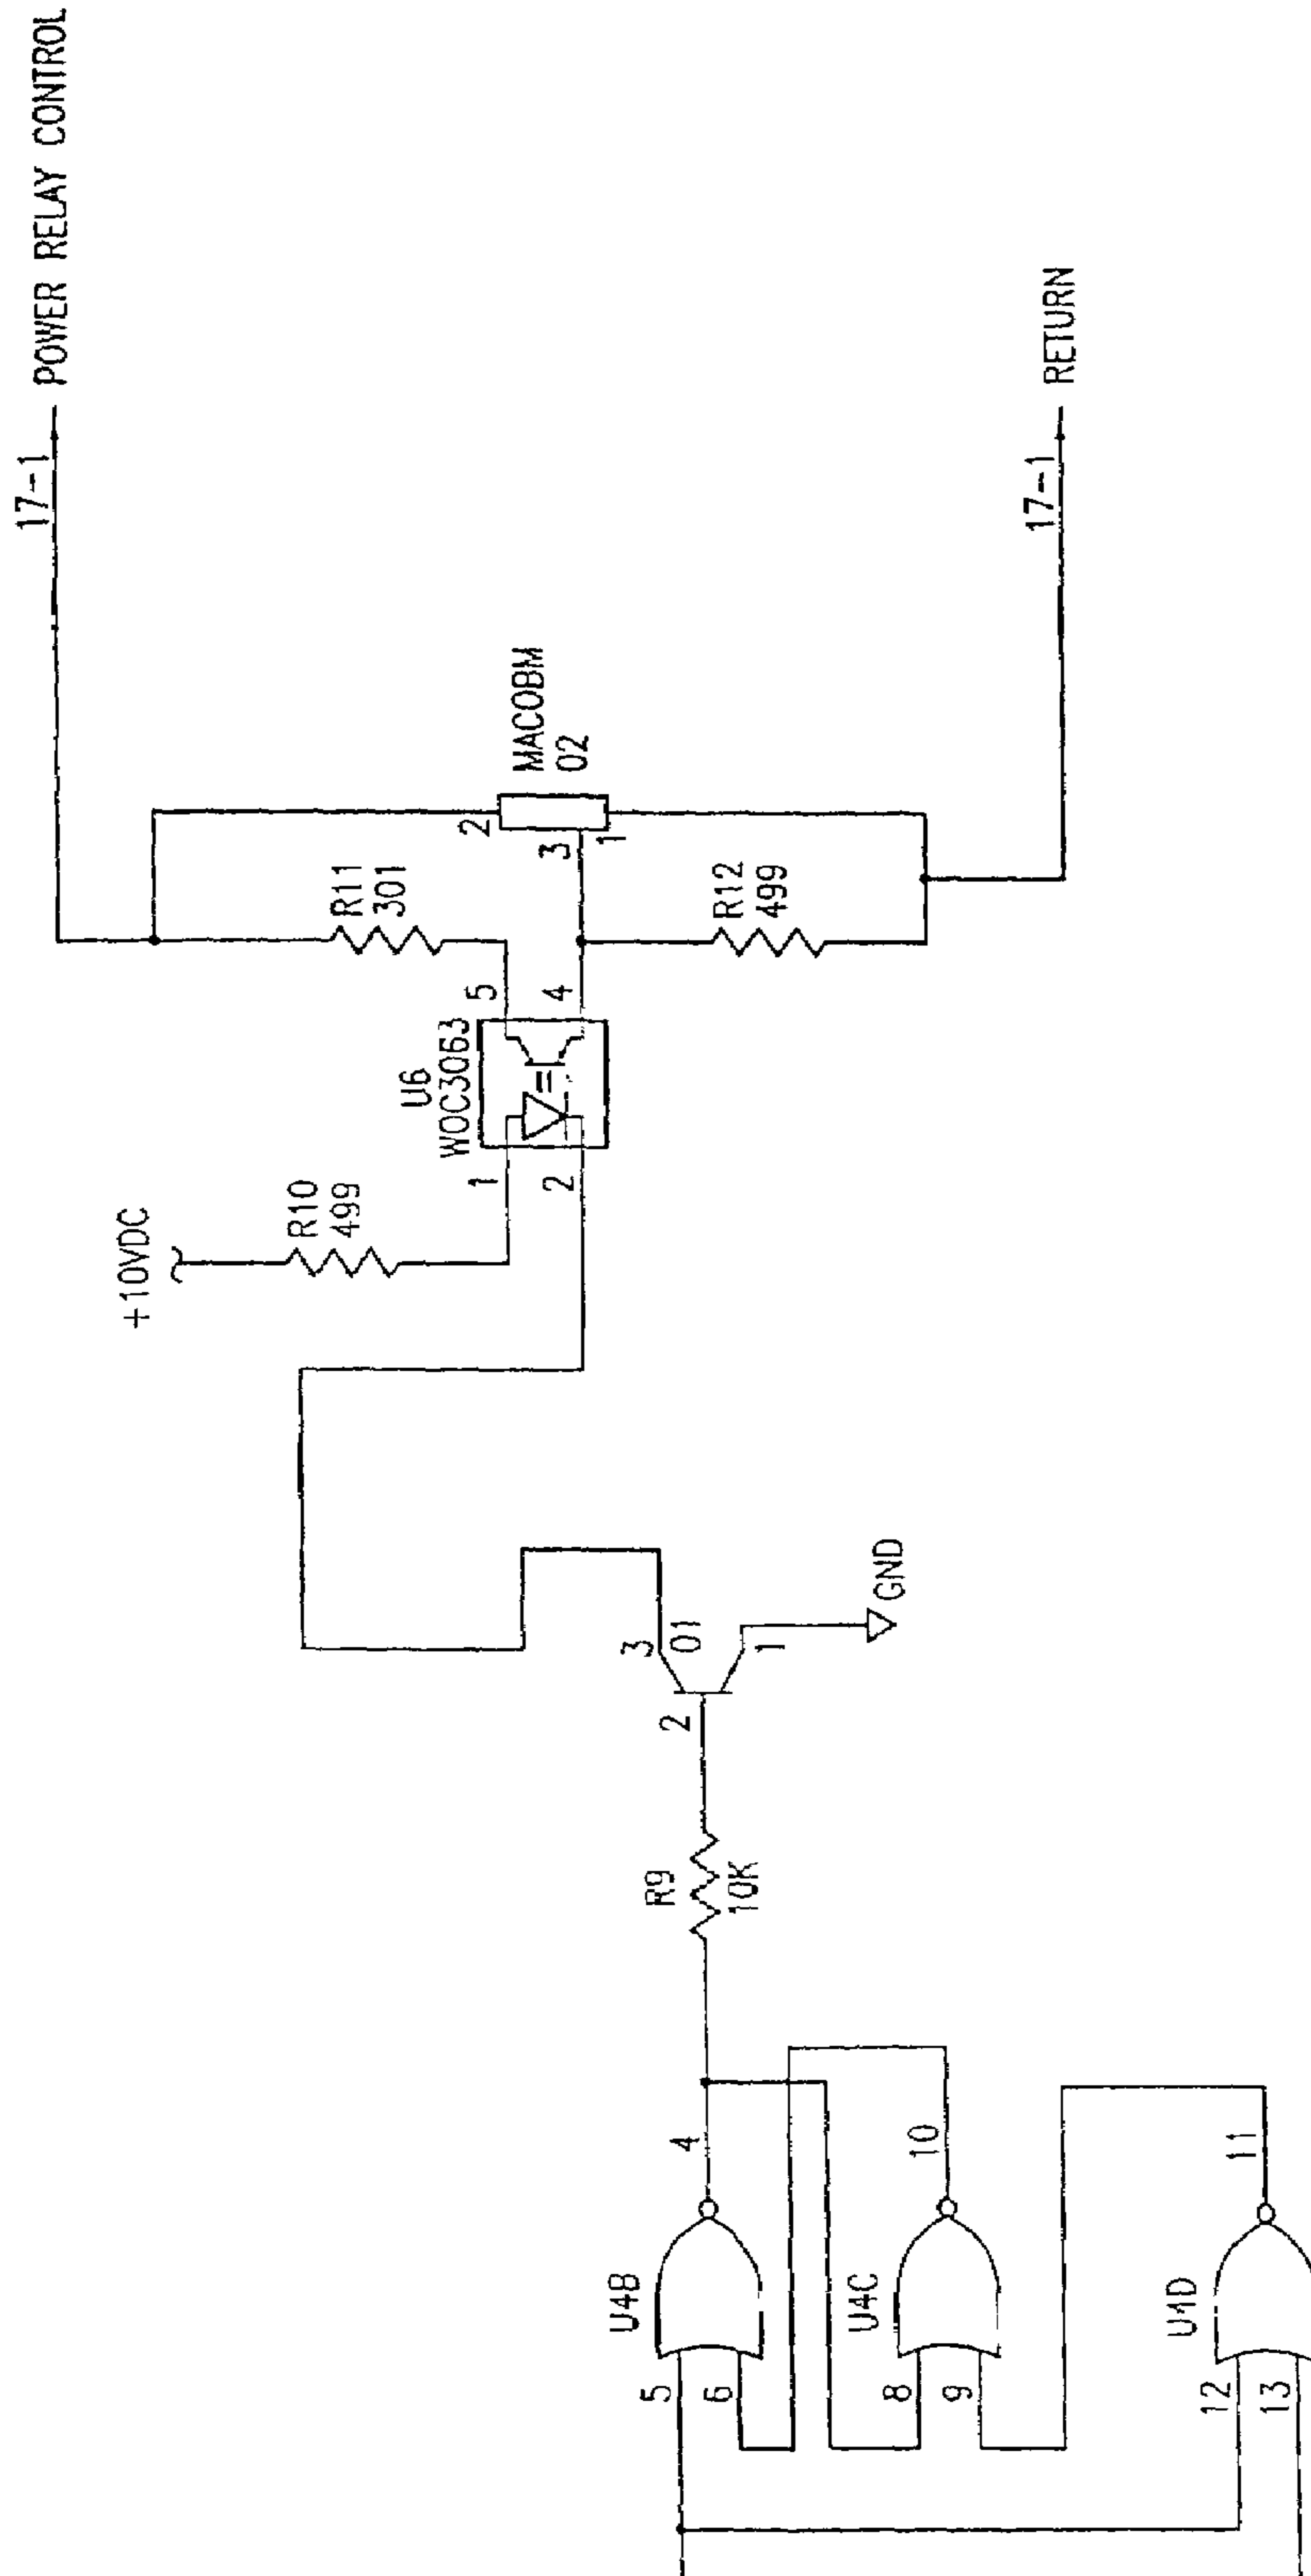 17-1
POWER RELAY CONTROL
+10VDC
R10
499
R11
301
U6
WOC3063
1
2
5
4
MACOBM
02
2
3
1
R12
499
17-1
RETURN
3
01
2
1
GND
R9
10K
U4B
5
6
4
U4C
8
9
10
U4D
12
13
11